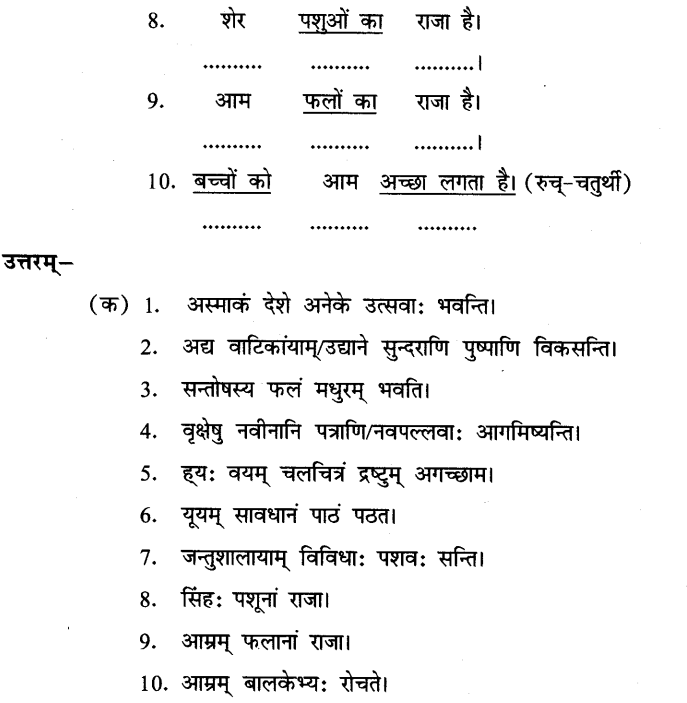 8. शेर पशुओं का राजा है।
.......... .......... ..........।
9. आम फलों का राजा है।
.......... .......... ..........।
10. बच्चों को आम अच्छा लगता है। (रुच्-चतुर्थी)
.......... .......... ..........
उत्तरम्–
(क) 1. अस्माकं देशे अनेके उत्सवाः भवन्ति।
2. अद्य वाटिकांयाम्/उद्याने सुन्दराणि पुष्पाणि विकसन्ति।
3. सन्तोषस्य फलं मधुरम् भवति।
4. वृक्षेषु नवीनानि पत्राणि/नवपल्लवाः आगमिष्यन्ति।
5. ह्यः वयम् चलचित्रं द्रष्टुम् अगच्छाम।
6. यूयम् सावधानं पाठं पठत।
7. जन्तुशालायाम् विविधाः पशवः सन्ति।
8. सिंहः पशूनां राजा।
9. आम्रम् फलानां राजा।
10. आम्रम् बालकेभ्यः रोचते।